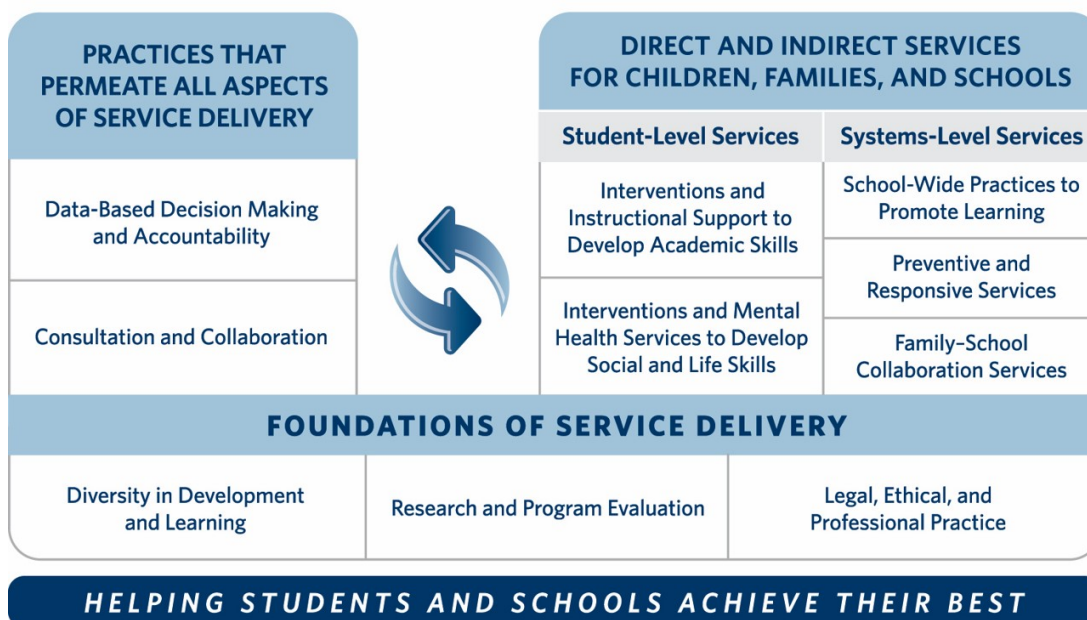 PRACTICES THAT
PERMEATE ALL ASPECTS
OF SERVICE DELIVERY
Data-Based Decision Making
and Accountability
Consultation and Collaboration
DIRECT AND INDIRECT SERVICES
FOR CHILDREN, FAMILIES, AND SCHOOLS
Student-Level Services
Interventions and
Instructional Support to
Develop Academic Skills
Interventions and Mental
Health Services to Develop
Social and Life Skills
Systems-Level Services
School-Wide Practices to
Promote Learning
Preventive and
Responsive Services
Family–School
Collaboration Services
FOUNDATIONS OF SERVICE DELIVERY
Diversity in Development
and Learning
Research and Program Evaluation
Legal, Ethical, and
Professional Practice
HELPING STUDENTS AND SCHOOLS ACHIEVE THEIR BEST